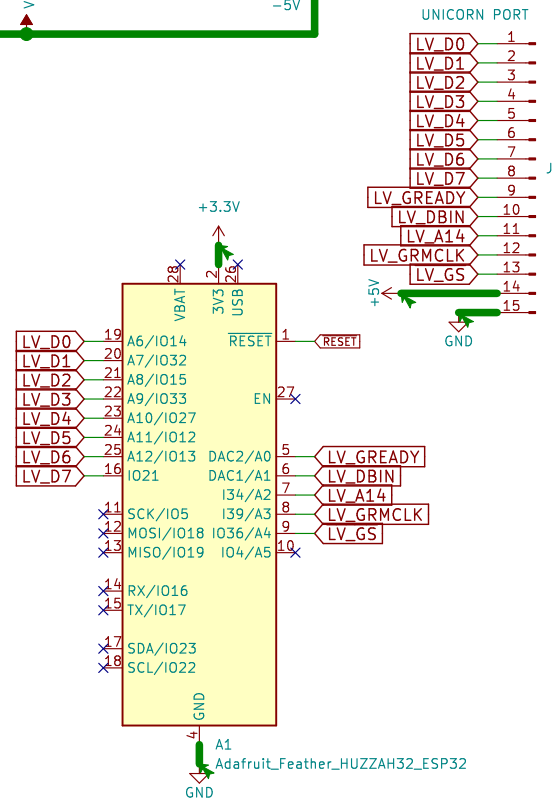 V
-5V
UNICORN PORT
LV_D0 1
LV_D1 2
LV_D2 3
LV_D3 4
LV_D4 5
LV_D5 6
LV_D6 7
LV_D7 8
J
LV_GREADY 9
LV_DBIN 10
LV_A14 11
LV_GRMCLK 12
LV_GS 13
+5V 14
15
GND
+3.3V
28 2 26
VBAT 3V3 USB
LV_D0 19 A6/IO14 RESET 1 RESET
LV_D1 20 A7/IO32
LV_D2 21 A8/IO15
LV_D3 22 A9/IO33 EN 27
LV_D4 23 A10/IO27
LV_D5 24 A11/IO12
LV_D6 25 A12/IO13 DAC2/A0 5 LV_GREADY
LV_D7 16 IO21 DAC1/A1 6 LV_DBIN
I34/A2 7 LV_A14
11 SCK/IO5 I39/A3 8 LV_GRMCLK
12 MOSI/IO18 IO36/A4 9 LV_GS
13 MISO/IO19 IO4/A5 10
14 RX/IO16
15 TX/IO17
17 SDA/IO23
18 SCL/IO22
GND
4
A1
Adafruit_Feather_HUZZAH32_ESP32
GND